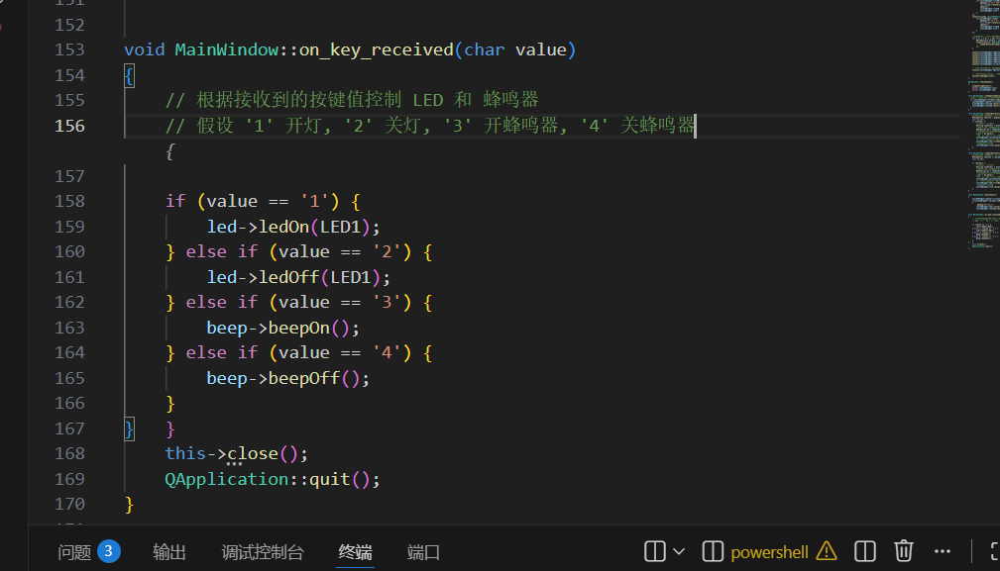 151
152
153 void MainWindow::on_key_received(char value)
154 {
155 // 根据接收到的按键值控制 LED 和 蜂鸣器
156 // 假设 '1' 开灯, '2' 关灯, '3' 开蜂鸣器, '4' 关蜂鸣器
{
157
158 if (value == '1') {
159 led->ledOn(LED1);
160 } else if (value == '2') {
161 led->ledOff(LED1);
162 } else if (value == '3') {
163 beep->beepOn();
164 } else if (value == '4') {
165 beep->beepOff();
166 }
167 } }
168 this->close();
169 QApplication::quit();
170 }
问题 3 输出 调试控制台 终端 端口 powershell